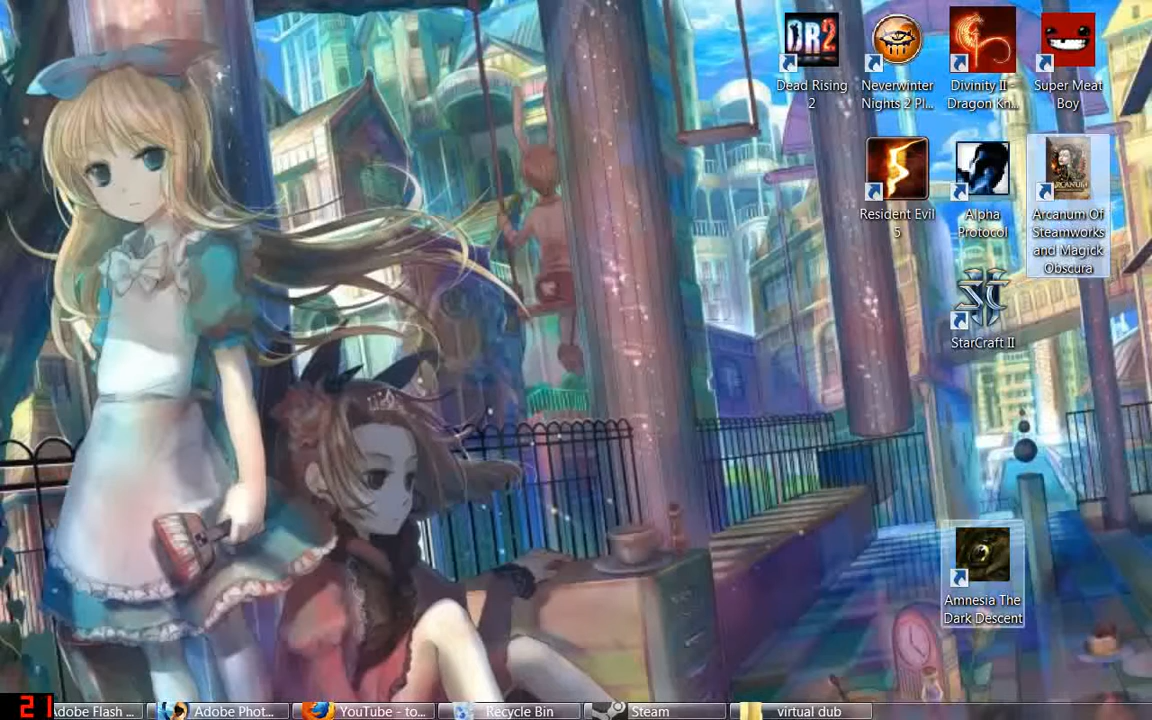 DR2
Dead Rising
2
Neverwinter
Nights 2 Pl...
Divinity II -
Dragon Kn...
Super Meat
Boy
Resident Evil
5
Alpha
Protocol
ARCANUM
Arcanum Of
Steamworks
and Magick
Obscura
StarCraft II
Amnesia The
Dark Descent
21
Adobe Flash ...
Adobe Phot...
YouTube - to...
Recycle Bin
Steam
virtual dub